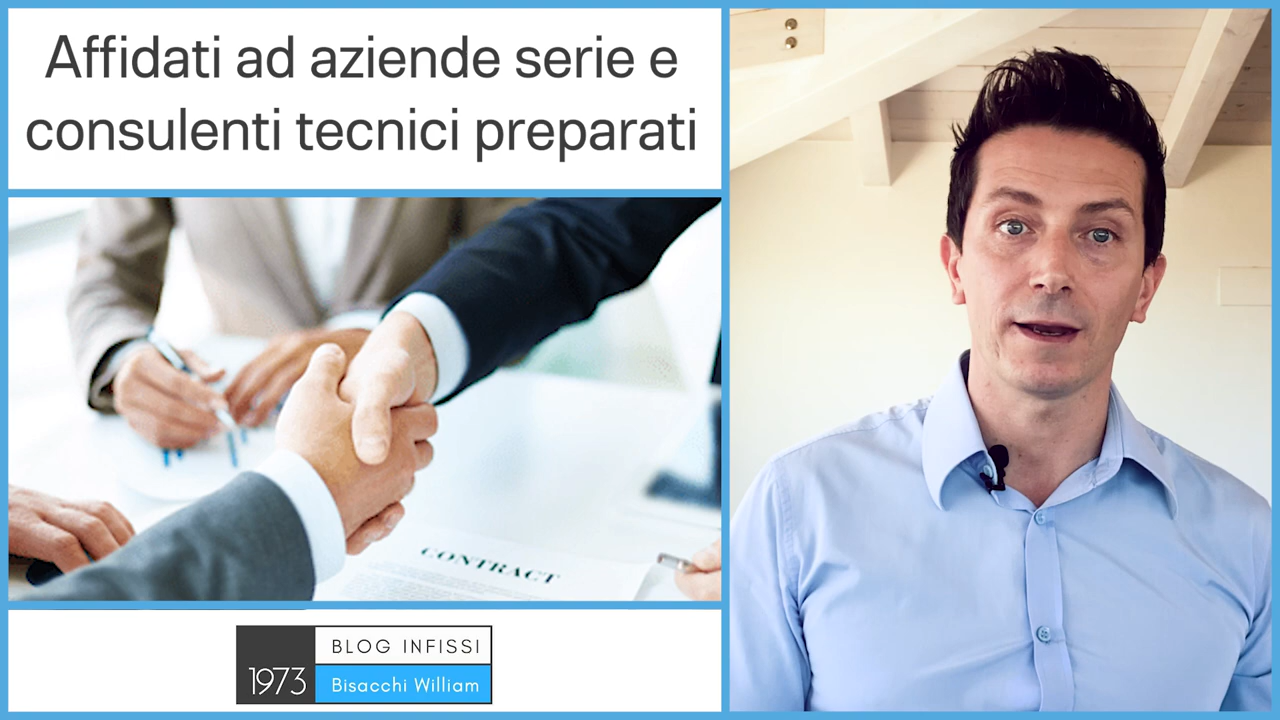 Affidati ad aziende serie e
consulenti tecnici preparati
CONTRACT
1973
BLOG INFISSI
Bisacchi William